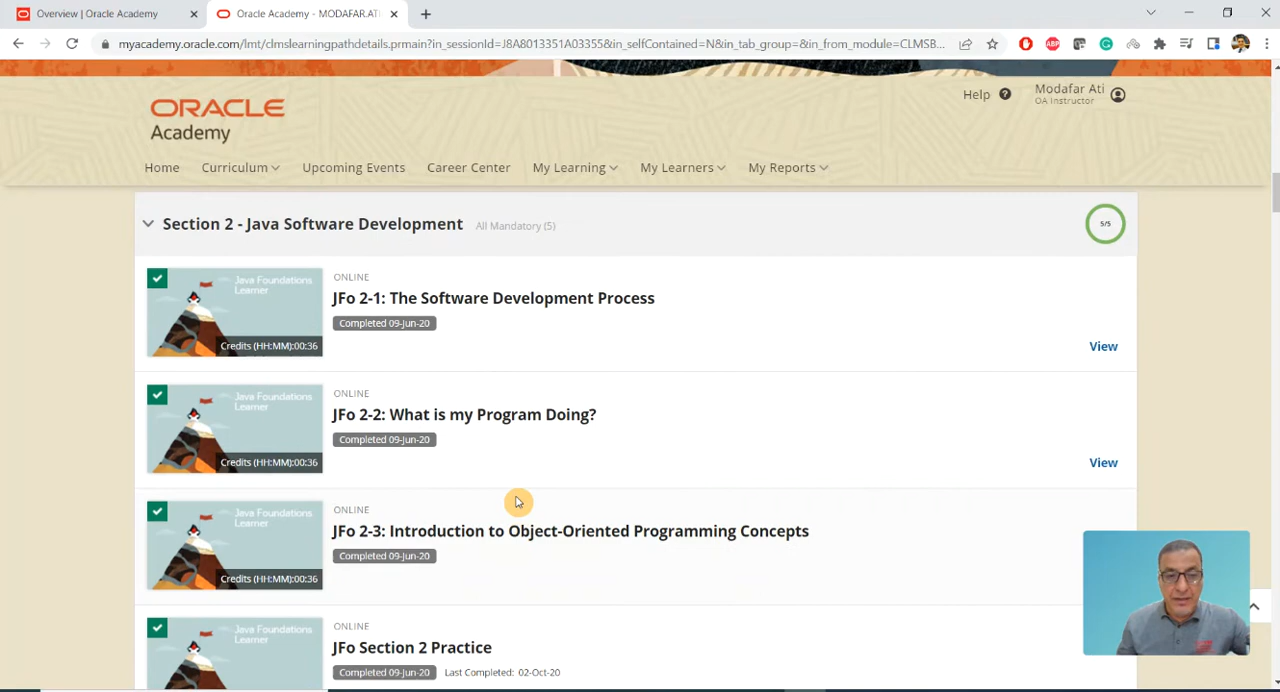 Overview | Oracle Academy
Oracle Academy - MODAFAR.ATI
myacademy.oracle.com/lmt/clmslearningpathdetails.prmain?in_sessionId=J8A8013351A03355&in_selfContained=N&in_tab_group=&in_from_module=CLMSB...
ABP
ORACLE
Academy
Help ?
Modafar Ati
OA Instructor
Home Curriculum Upcoming Events Career Center My Learning My Learners My Reports
Section 2 - Java Software Development All Mandatory (5)
5/5
Java Foundations
Learner
Credits (HH:MM):00:36
ONLINE
JFo 2-1: The Software Development Process
Completed 09-Jun-20
View
Java Foundations
Learner
Credits (HH:MM):00:36
ONLINE
JFo 2-2: What is my Program Doing?
Completed 09-Jun-20
View
Java Foundations
Learner
Credits (HH:MM):00:36
ONLINE
JFo 2-3: Introduction to Object-Oriented Programming Concepts
Completed 09-Jun-20
Java Foundations
Learner
ONLINE
JFo Section 2 Practice
Completed 09-Jun-20 Last Completed: 02-Oct-20